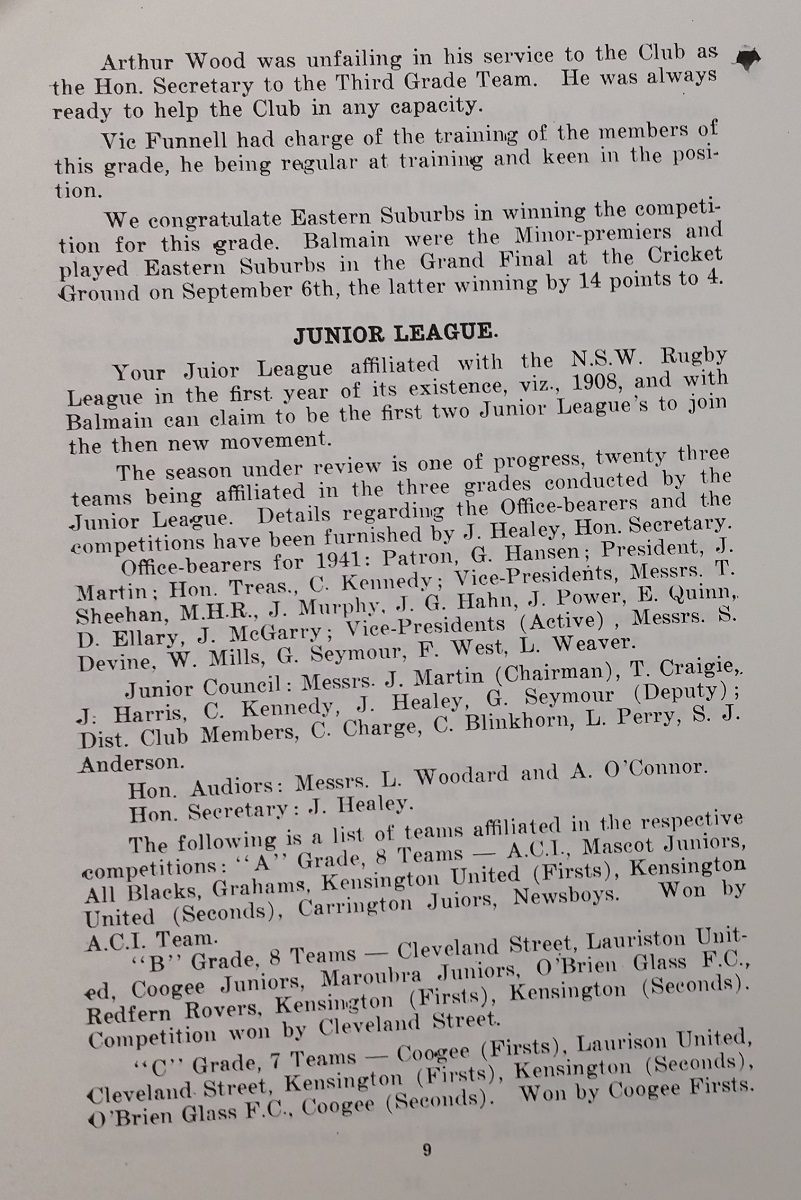 Arthur Wood was unfailing in his service to the Club as
the Hon. Secretary to the Third Grade Team. He was always
ready to help the Club in any capacity.
Vic Funnell had charge of the training of the members of
this grade, he being regular at training and keen in the posi-
tion.
We congratulate Eastern Suburbs in winning the competi-
tion for this grade. Balmain were the Minor-premiers and
played Eastern Suburbs in the Grand Final at the Cricket
Ground on September 6th, the latter winning by 14 points to 4.
JUNIOR LEAGUE.
Your Juior League affiliated with the N.S.W. Rugby
League in the first year of its existence, viz., 1908, and with
Balmain can claim to be the first two Junior League's to join
the then new movement.
The season under review is one of progress, twenty three
teams being affiliated in the three grades conducted by the
Junior League. Details regarding the Office-bearers and the
competitions have been furnished by J. Healey, Hon. Secretary.
Office-bearers for 1941: Patron, G. Hansen; President, J.
Martin; Hon. Treas., C. Kennedy; Vice-Presidents, Messrs. T.
Sheehan, M.H.R., J. Murphy, J. G. Hahn, J. Power, E. Quinn,
D. Ellary, J. McGarry; Vice-Presidents (Active) , Messrs. S.
Devine, W. Mills, G. Seymour, F. West, L. Weaver.
Junior Council: Messrs. J. Martin (Chairman), T. Craigie,
J. Harris, C. Kennedy, J. Healey, G. Seymour (Deputy);
Dist. Club Members, C. Charge, C. Blinkhorn, L. Perry, S. J.
Anderson.
Hon. Audiors: Messrs. L. Woodard and A. O'Connor.
Hon. Secretary: J. Healey.
The following is a list of teams affiliated in the respective
competitions: "A" Grade, 8 Teams — A.C.I., Mascot Juniors,
All Blacks, Grahams, Kensington United (Firsts), Kensington
United (Seconds), Carrington Juiors, Newsboys. Won by
A.C.I. Team.
"B" Grade, 8 Teams — Cleveland Street, Lauriston Unit-
ed, Coogee Juniors, Maroubra Juniors, O'Brien Glass F.C.,
Redfern Rovers, Kensington (Firsts), Kensington (Seconds).
Competition won by Cleveland Street.
"C" Grade, 7 Teams — Coogee (Firsts), Laurison United,
Cleveland Street, Kensington (Firsts), Kensington (Seconds),
O'Brien Glass F.C., Coogee (Seconds). Won by Coogee Firsts.
9